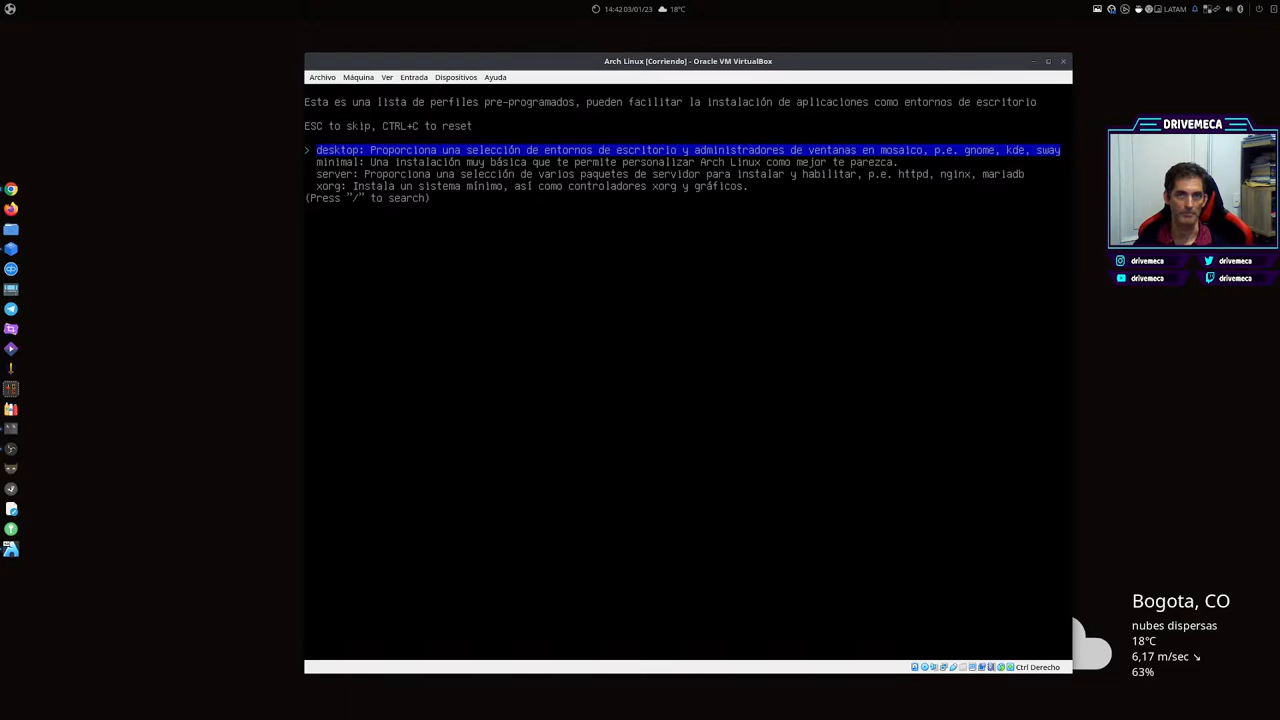 14:42 03/01/23 18°C
LATAM
Arch Linux [Corriendo] - Oracle VM VirtualBox
Archivo Máquina Ver Entrada Dispositivos Ayuda
Esta es una lista de perfiles pre-programados, pueden facilitar la instalación de aplicaciones como entornos de escritorio
ESC to skip, CTRL+C to reset
> desktop: Proporciona una selección de entornos de escritorio y administradores de ventanas en mosaico, p.e. gnome, kde, sway
minimal: Una instalación muy básica que te permite personalizar Arch Linux como mejor te parezca.
server: Proporciona una selección de varios paquetes de servidor para instalar y habilitar, p.e. httpd, nginx, mariadb
xorg: Instala un sistema mínimo, así como controladores xorg y gráficos.
(Press "/" to search)
Ctrl Derecho
DRIVEMECA
drivemeca drivemeca
drivemeca drivemeca
Bogota, CO
nubes dispersas
18°C
6,17 m/sec ↘
63%